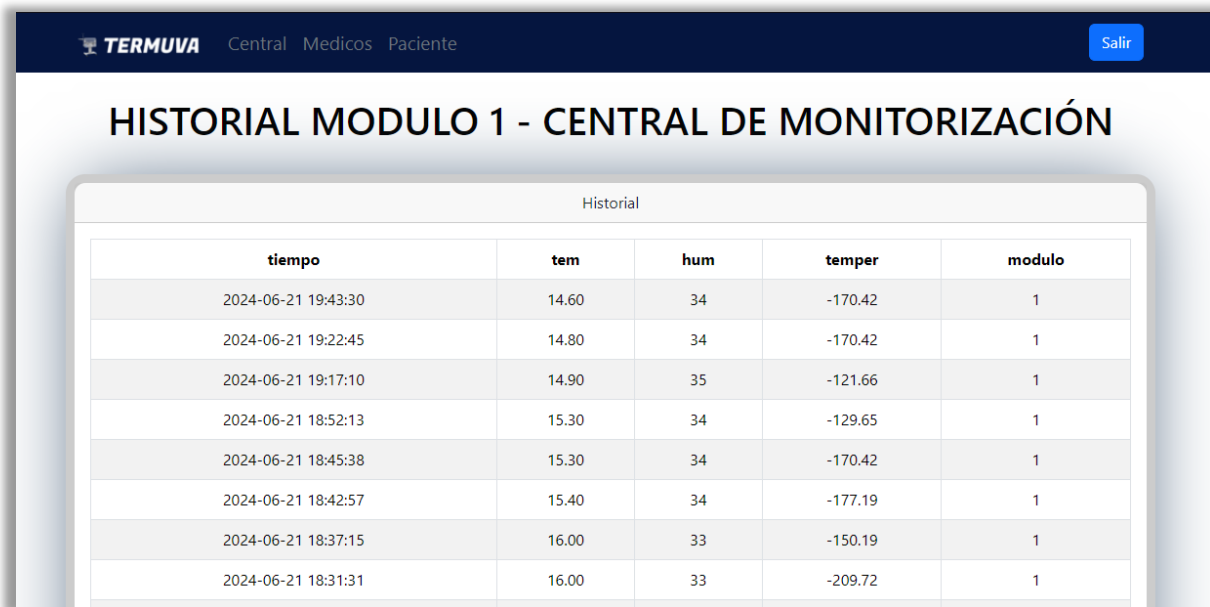 TERMUVA Central Medicos Paciente Salir
HISTORIAL MODULO 1 - CENTRAL DE MONITORIZACIÓN
Historial
tiempo tem hum temper modulo
2024-06-21 19:43:30 14.60 34 -170.42 1
2024-06-21 19:22:45 14.80 34 -170.42 1
2024-06-21 19:17:10 14.90 35 -121.66 1
2024-06-21 18:52:13 15.30 34 -129.65 1
2024-06-21 18:45:38 15.30 34 -170.42 1
2024-06-21 18:42:57 15.40 34 -177.19 1
2024-06-21 18:37:15 16.00 33 -150.19 1
2024-06-21 18:31:31 16.00 33 -209.72 1